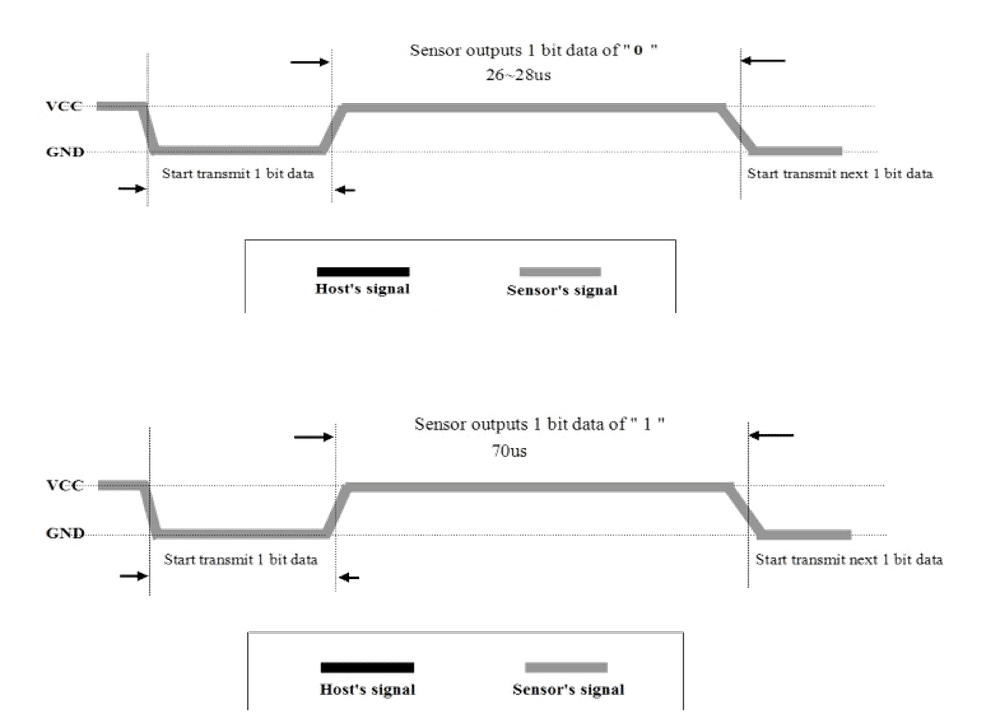 Sensor outputs 1 bit data of " 0 "
26~28us
VCC
GND
Start transmit 1 bit data
Start transmit next 1 bit data
Host's signal
Sensor's signal
Sensor outputs 1 bit data of " 1 "
70us
VCC
GND
Start transmit 1 bit data
Start transmit next 1 bit data
Host's signal
Sensor's signal